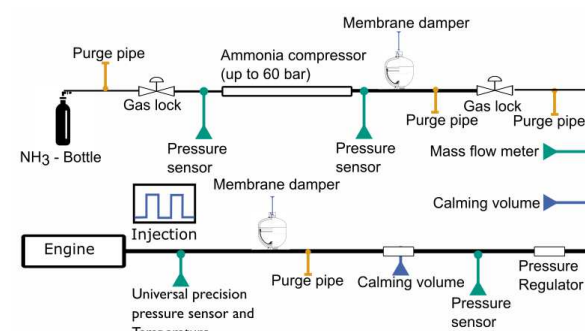 Membrane damper
Purge pipe
Ammonia compressor
(up to 60 bar)
Gas lock
Gas lock
NH3 - Bottle
Pressure
sensor
Pressure
sensor
Purge pipe
Purge pipe
Mass flow meter
Membrane damper
Calming volume
Injection
Engine
Universal precision
pressure sensor and
Temperature
Purge pipe
Calming volume
Pressure
sensor
Pressure
Regulator